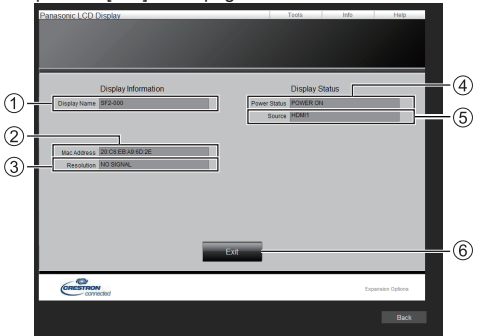 Panasonic LCD Display Tools Info Help
Display Information Display Status
④
① Display Name SF2-000 Power Status POWER ON
Source HDMI1 ⑤
②
Mac Address 20:C6:EB:A9:6D:2E
③ Resolution NO SIGNAL
Exit ⑥
CRESTRON connected Expansion Options
Back